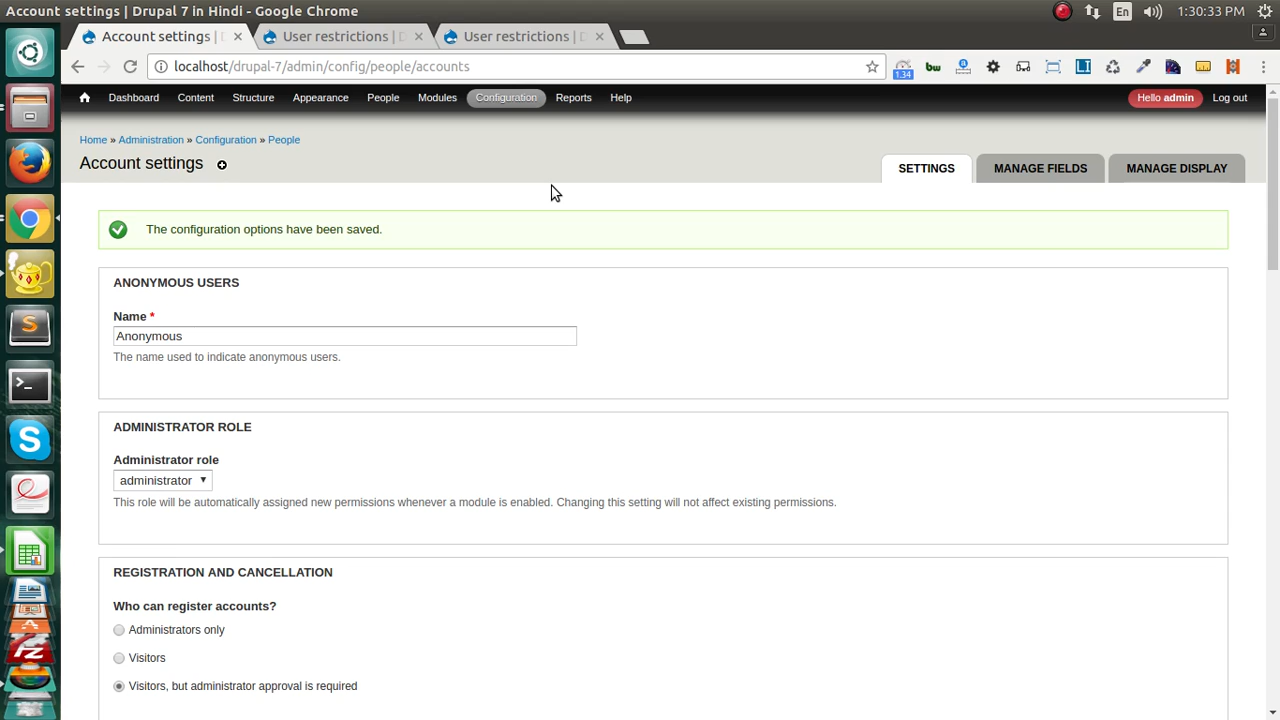 Account settings | Drupal 7 in Hindi - Google Chrome
En
1:30:33 PM
Account settings | D
User restrictions | D
User restrictions | D
localhost/drupal-7/admin/config/people/accounts
1.34
bw
LI
Dashboard Content Structure Appearance People Modules Configuration Reports Help
Hello admin Log out
Home » Administration » Configuration » People
Account settings
SETTINGS MANAGE FIELDS MANAGE DISPLAY
The configuration options have been saved.
ANONYMOUS USERS
Name *
Anonymous
The name used to indicate anonymous users.
ADMINISTRATOR ROLE
Administrator role
administrator
This role will be automatically assigned new permissions whenever a module is enabled. Changing this setting will not affect existing permissions.
REGISTRATION AND CANCELLATION
Who can register accounts?
Administrators only
Visitors
Visitors, but administrator approval is required